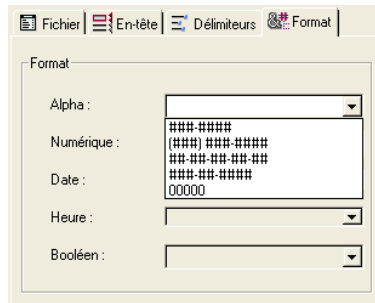 Fichier En-tête Délimiteurs &# Format
Format
Alpha :
###-####
Numérique :
(###) ###-####
##-##-##-##-##
Date :
###-##-####
00000
Heure :
Booléen :